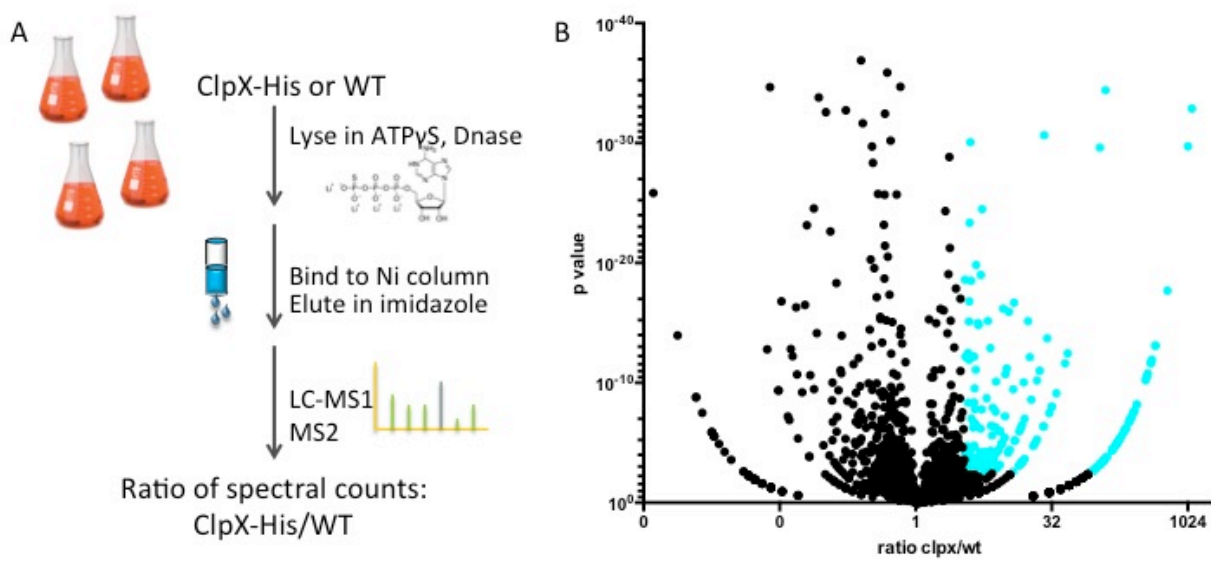 A
ClpX-His or WT
Lyse in ATPγS, Dnase
Bind to Ni column
Elute in imidazole
LC-MS1
MS2
Ratio of spectral counts:
ClpX-His/WT
B
10-40
10-30
10-20
10-10
100
p value
0
0
1
32
1024
ratio clpx/wt